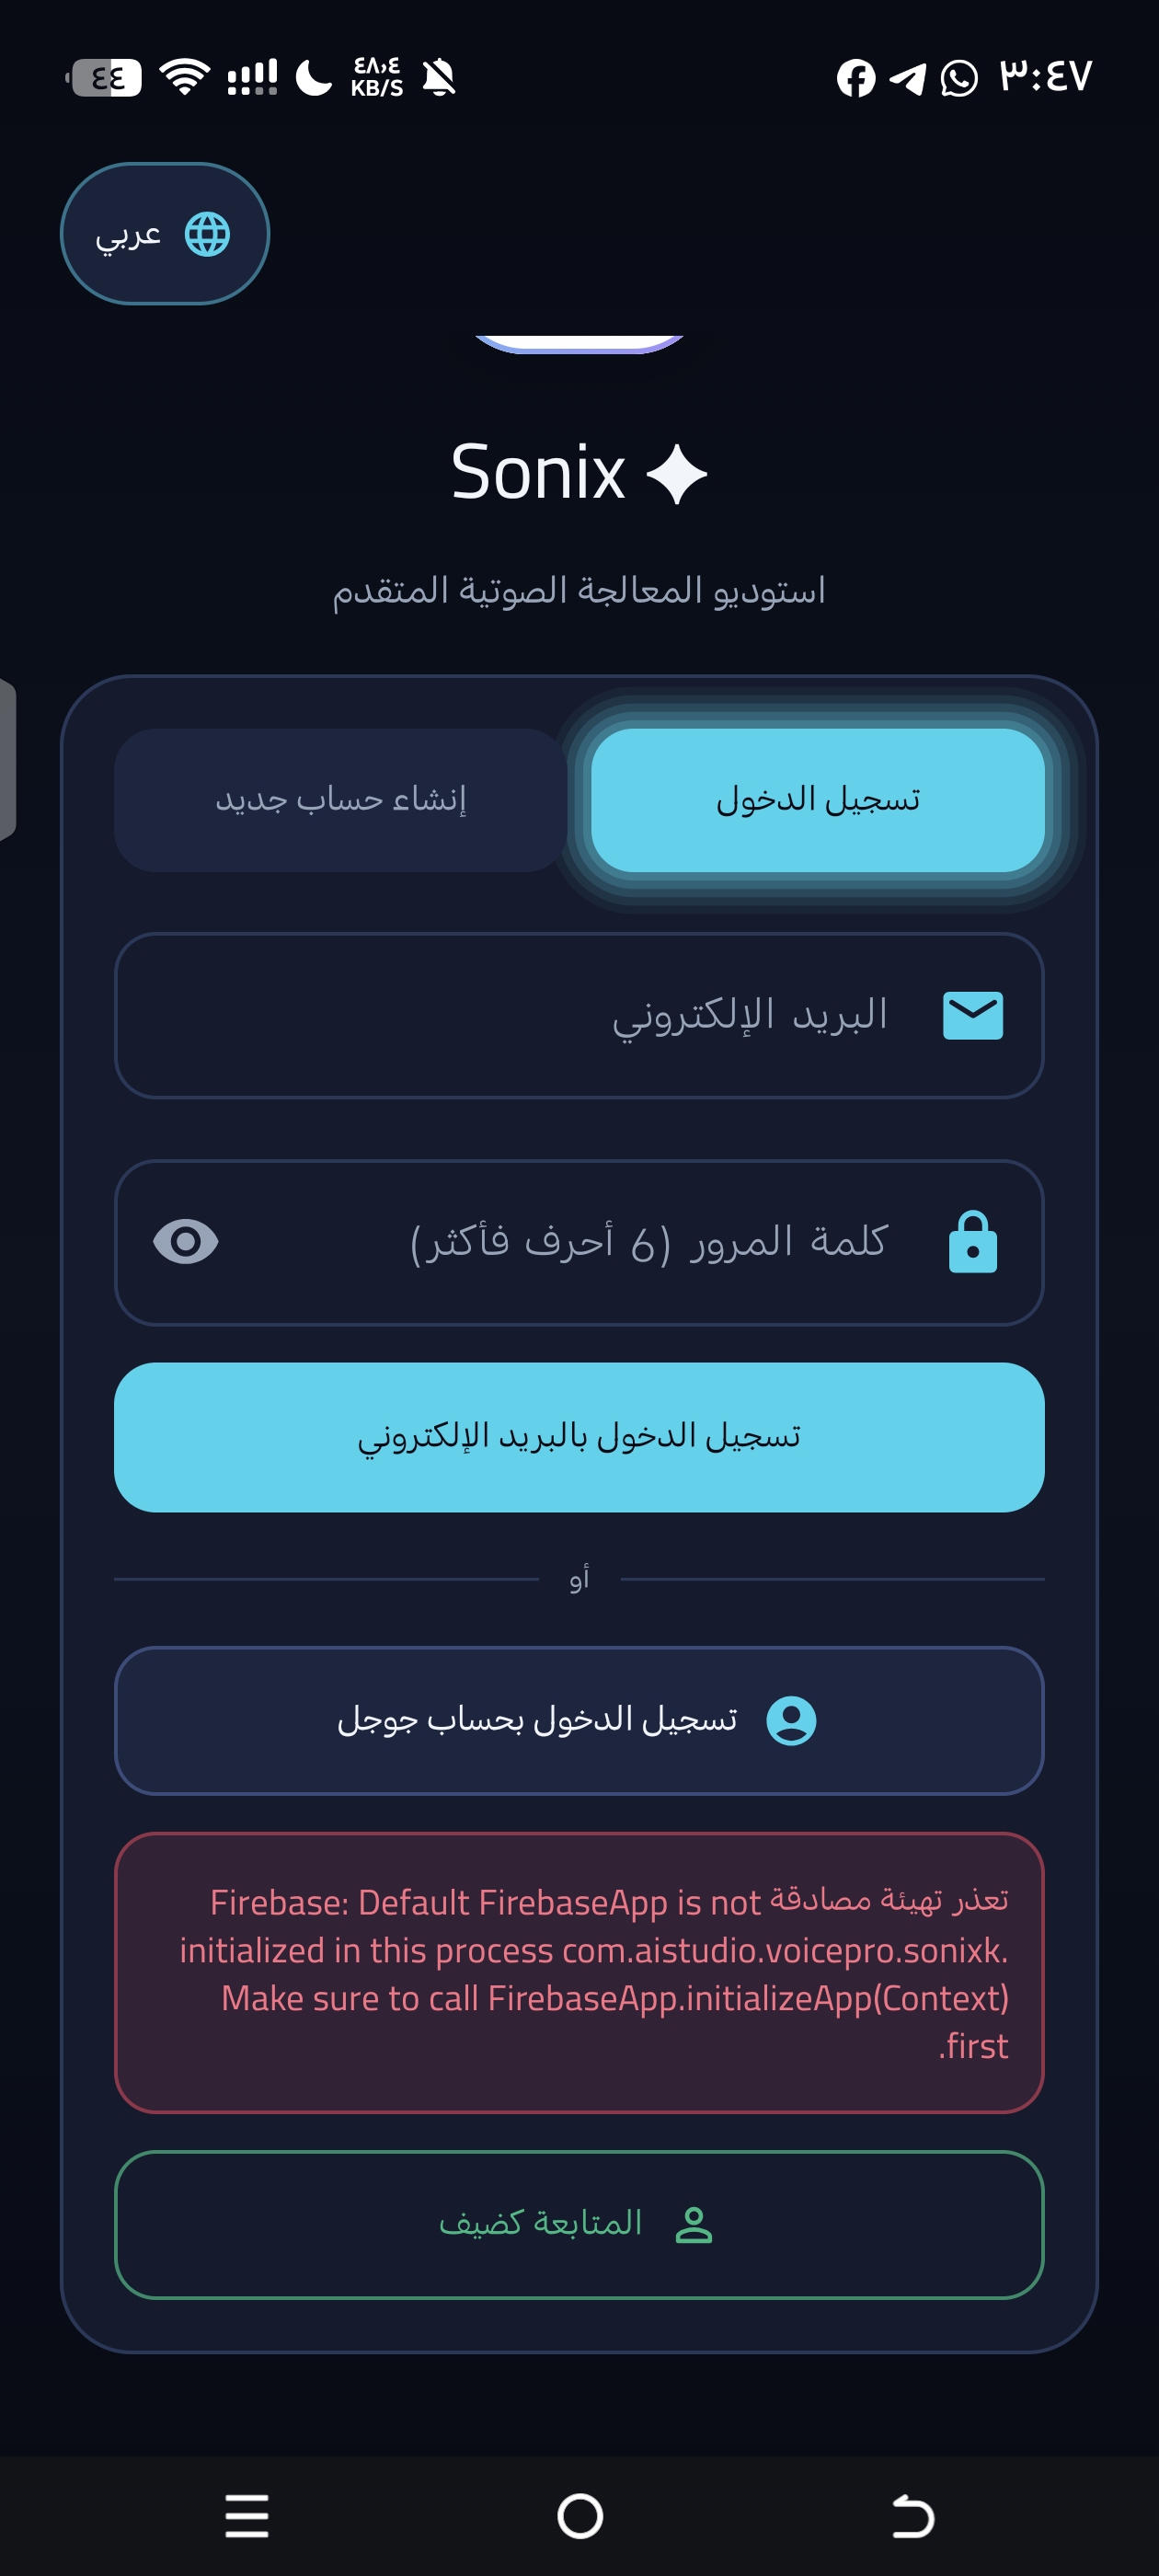 ٣:٤٧
٤٨٫٤
KB/S
٤٤
عربي
Sonix
استوديو المعالجة الصوتية المتقدم
تسجيل الدخول
إنشاء حساب جديد
البريد الإلكتروني
كلمة المرور (6 أحرف فأكثر)
تسجيل الدخول بالبريد الإلكتروني
أو
تسجيل الدخول بحساب جوجل
تعذر تهيئة مصادقة Firebase: Default FirebaseApp is not
initialized in this process com.aistudio.voicepro.sonixk.
Make sure to call FirebaseApp.initializeApp(Context)
first.
المتابعة كضيف